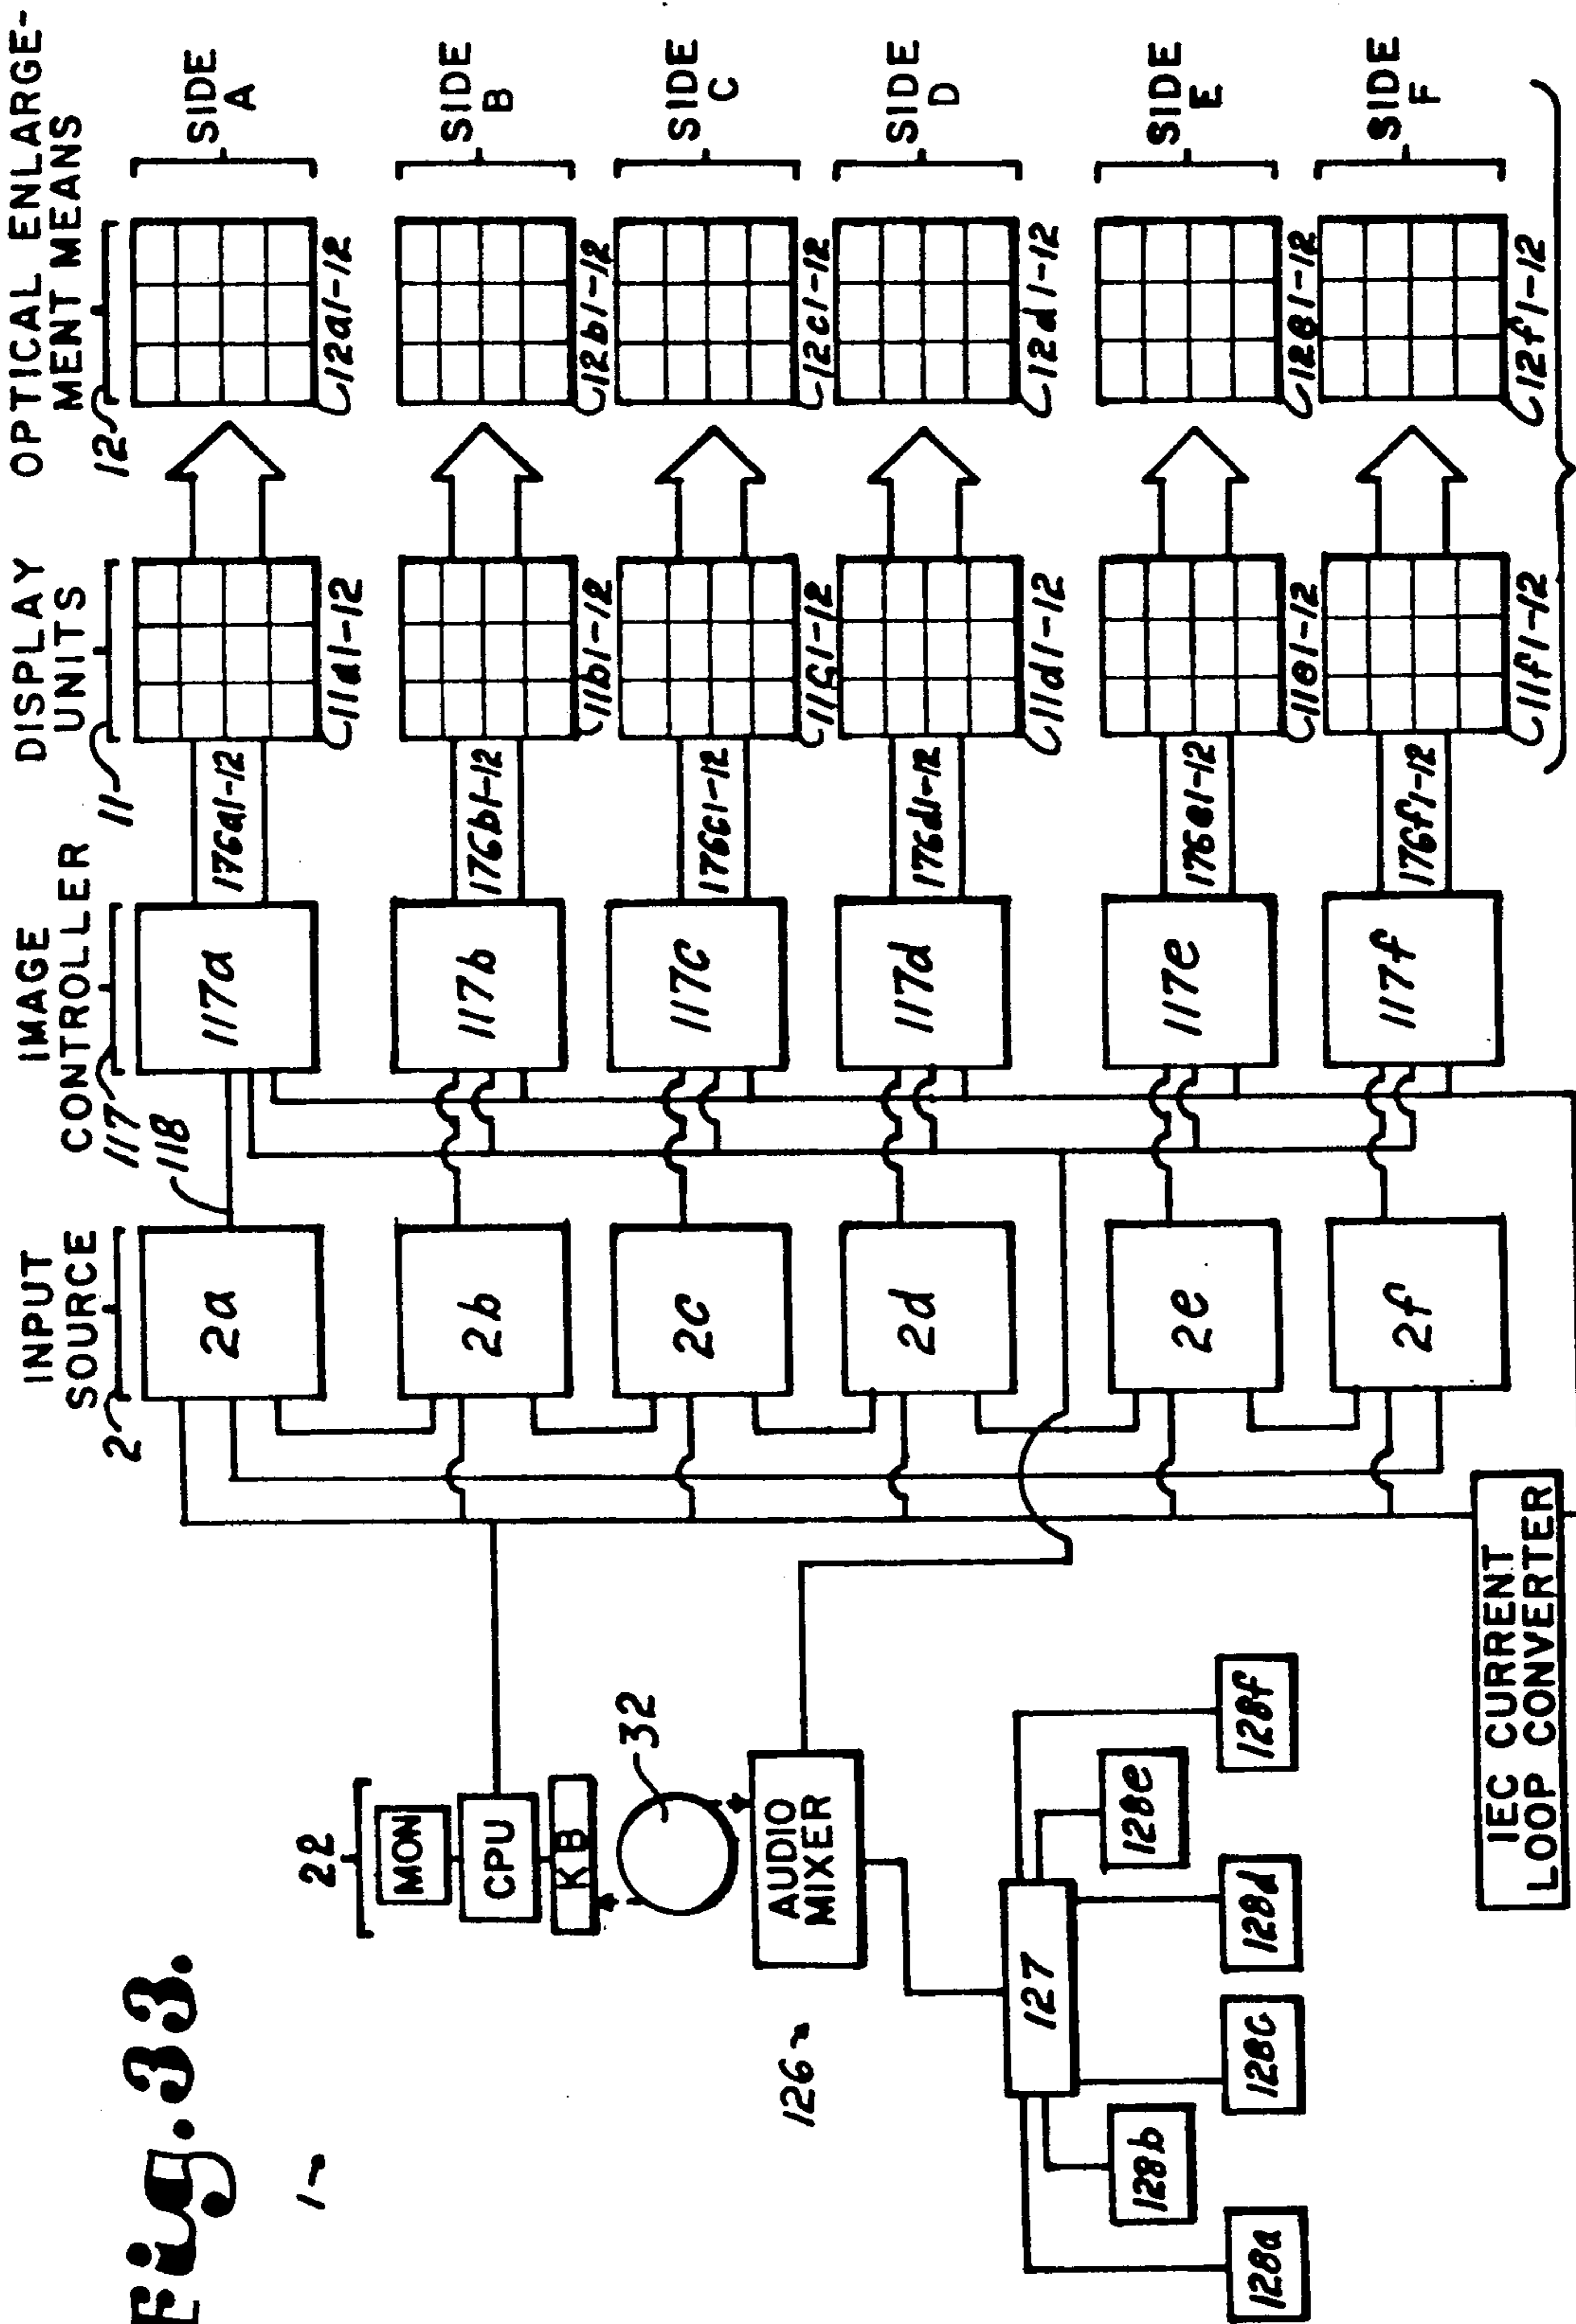 Fig. 33.
1
INPUT
SOURCE
2
IMAGE
CONTROLLER
117
118
DISPLAY
UNITS
11
OPTICAL ENLARGE-
MENT MEANS
12
2a
117a
176a1-12
11a1-12
12a1-12
SIDE
A
2b
117b
176b1-12
11b1-12
12b1-12
SIDE
B
2c
117c
176c1-12
11c1-12
12c1-12
SIDE
C
2d
117d
176d1-12
11d1-12
12d1-12
SIDE
D
2e
117e
176e1-12
11e1-12
12e1-12
SIDE
E
2f
117f
176f1-12
11f1-12
12f1-12
SIDE
F
22
MON
CPU
KB
32
AUDIO
MIXER
126
127
128a
128b
128c
128d
128e
128f
IEC CURRENT
LOOP CONVERTER